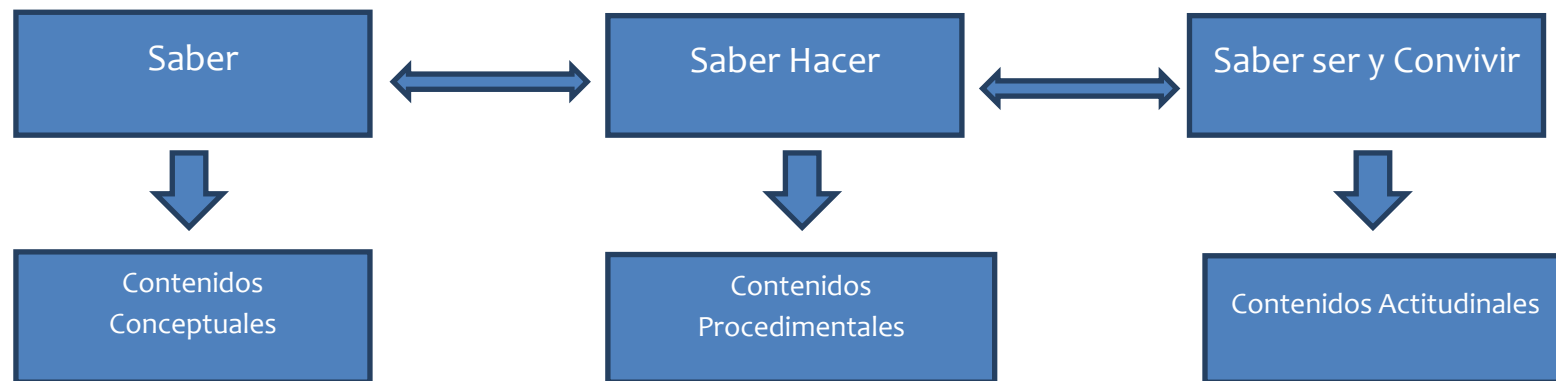 Saber
Saber Hacer
Saber ser y Convivir
Contenidos
Conceptuales
Contenidos
Procedimentales
Contenidos Actitudinales